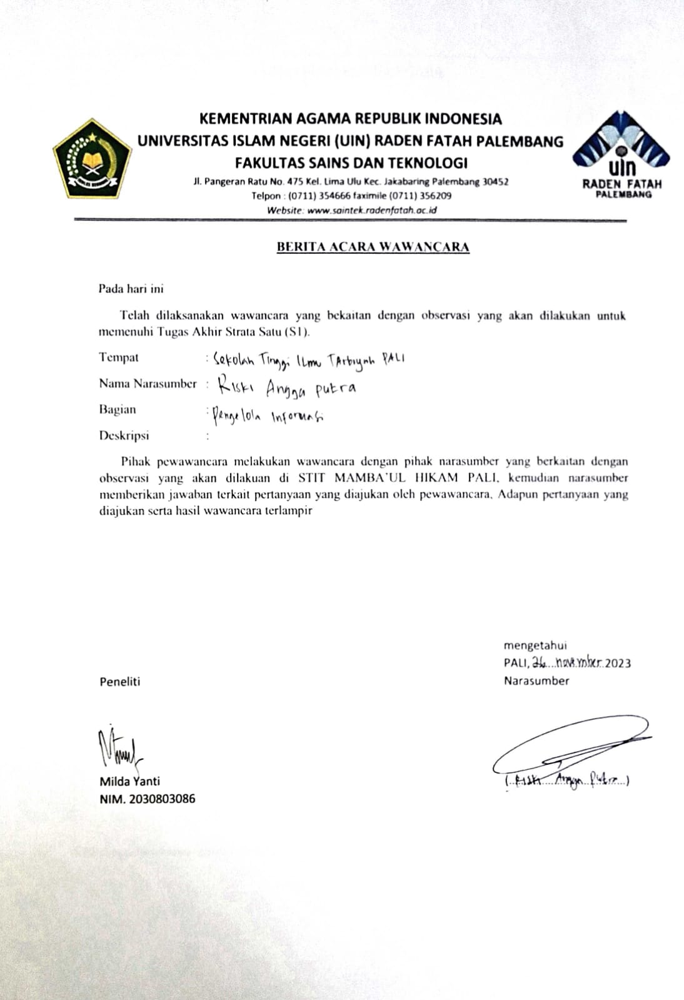 KEMENTRIAN AGAMA REPUBLIK INDONESIA
UNIVERSITAS ISLAM NEGERI (UIN) RADEN FATAH PALEMBANG
FAKULTAS SAINS DAN TEKNOLOGI
Jl. Pangeran Ratu No. 475 Kel. Lima Ulu Kec. Jakabaring Palembang 30452
Telpon : (0711) 354666 faximile (0711) 356209
Website: www.saintek.radenfatah.ac.id
uin
RADEN FATAH
PALEMBANG
BERITA ACARA WAWANCARA
Pada hari ini
Telah dilaksanakan wawancara yang bekaitan dengan observasi yang akan dilakukan untuk
memenuhi Tugas Akhir Strata Satu (S1).
Tempat : Sekolah Tinggi Ilmu TArbiyah PALI
Nama Narasumber : Riski Angga Putra
Bagian : Pengelola Informasi
Deskripsi :
Pihak pewawancara melakukan wawancara dengan pihak narasumber yang berkaitan dengan
observasi yang akan dilakuan di STIT MAMBA'UL HIKAM PALI, kemudian narasumber
memberikan jawaban terkait pertanyaan yang diajukan oleh pewawancara, Adapun pertanyaan yang
diajukan serta hasil wawancara terlampir
mengetahui
PALI, 26 november 2023
Peneliti
Narasumber
Milda Yanti
NIM. 2030803086
(Riski Angga Putra)